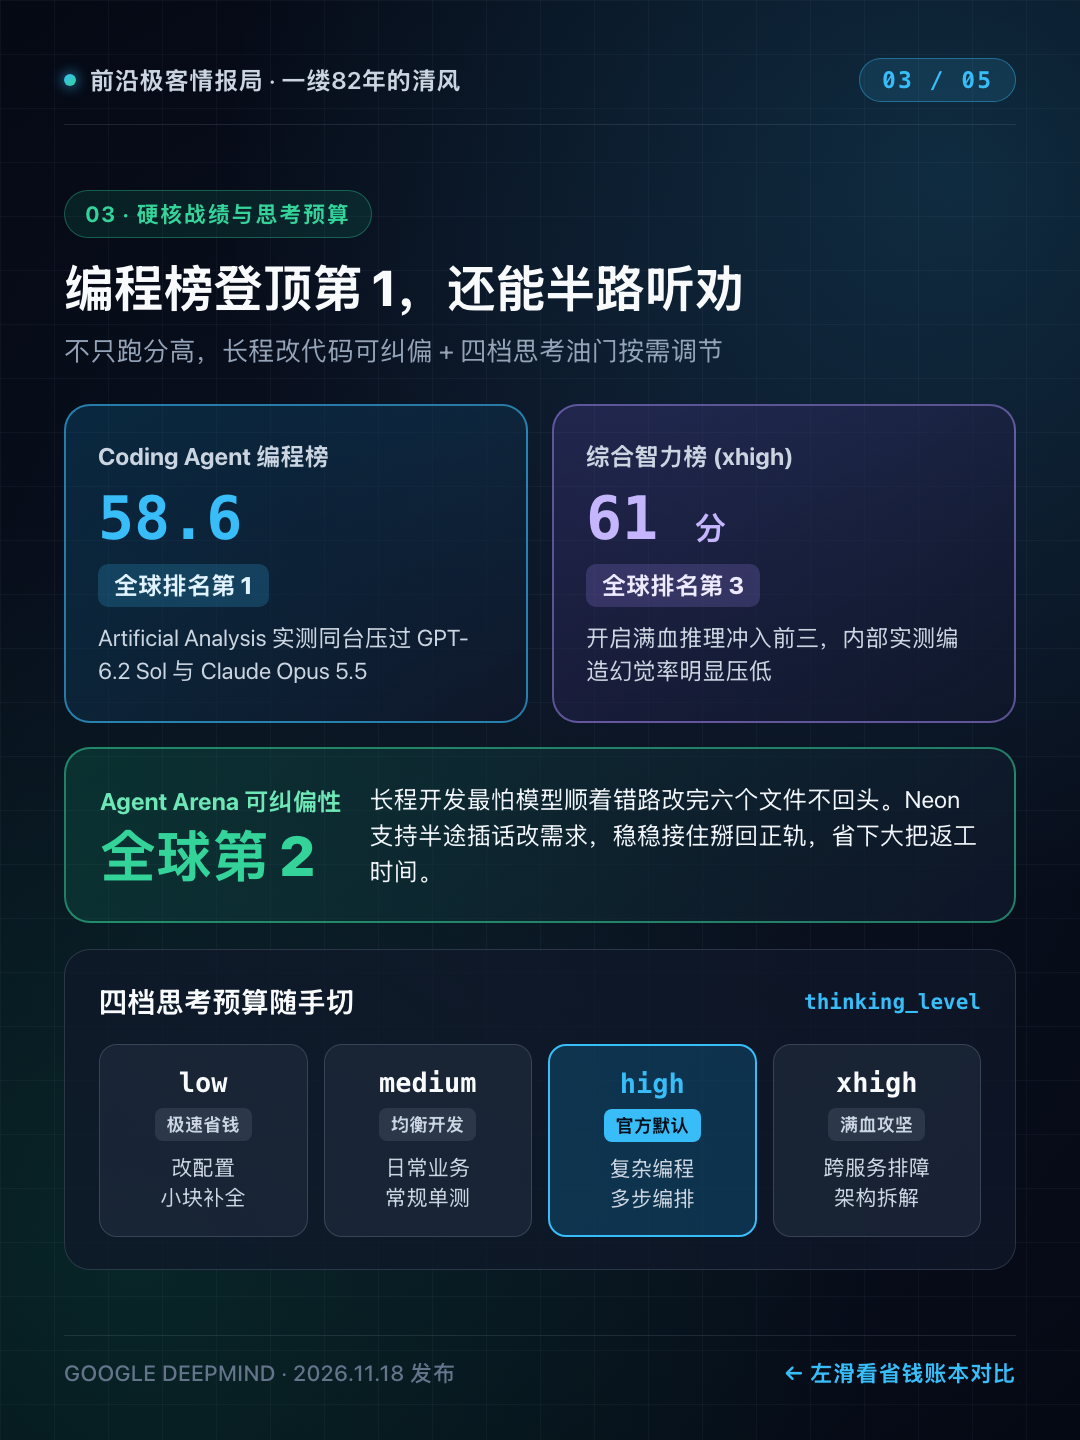 前沿极客情报局 · 一缕82年的清风
03 / 05
03 · 硬核战绩与思考预算
编程榜登顶第 1，还能半路听劝
不只跑分高，长程改代码可纠偏 + 四档思考油门按需调节
Coding Agent 编程榜
58.6
全球排名第 1
Artificial Analysis 实测同台压过 GPT-
6.2 Sol 与 Claude Opus 5.5
综合智力榜 (xhigh)
61 分
全球排名第 3
开启满血推理冲入前三，内部实测编
造幻觉率明显压低
Agent Arena 可纠偏性
全球第 2
长程开发最怕模型顺着错路改完六个文件不回头。Neon
支持半途插话改需求，稳稳接住掰回正轨，省下大把返工
时间。
四档思考预算随手切
thinking_level
low
极速省钱
改配置
小块补全
medium
均衡开发
日常业务
常规单测
high
官方默认
复杂编程
多步编排
xhigh
满血攻坚
跨服务排障
架构拆解
GOOGLE DEEPMIND · 2026.11.18 发布
← 左滑看省钱账本对比